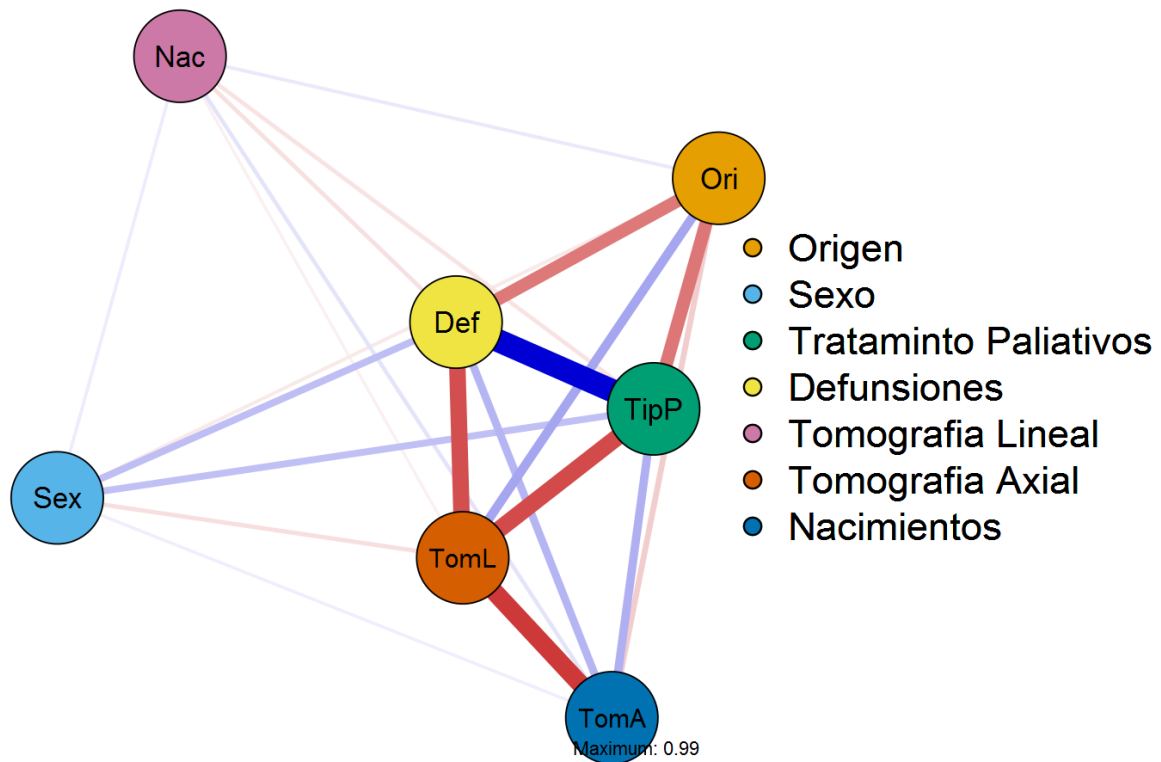 Nac
Ori
Origen
Sexo
Def
Trataminto Paliativos
Defunsiones
TipP
Tomografia Lineal
Tomografia Axial
Sex
Nacimientos
TomL
TomA
Maximum: 0.99